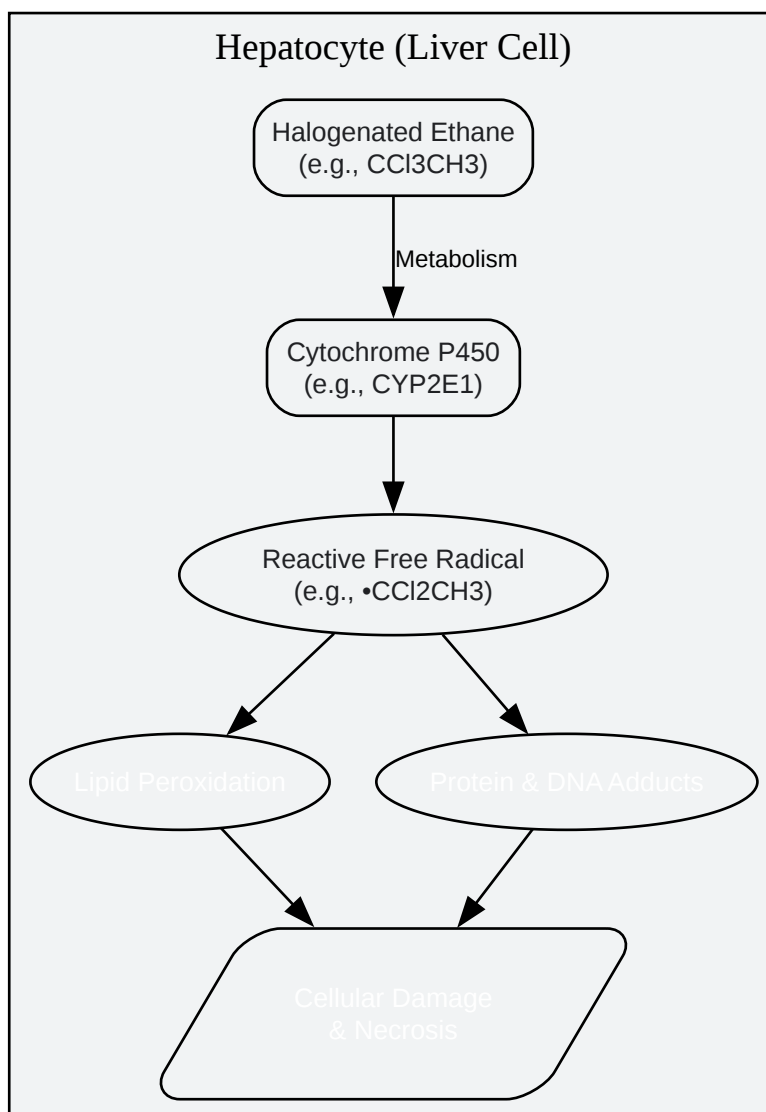 Hepatocyte (Liver Cell)
Halogenated Ethane
(e.g., CCl3CH3)
Metabolism
Cytochrome P450
(e.g., CYP2E1)
Reactive Free Radical
(e.g., •CCl2CH3)
Lipid Peroxidation
Protein & DNA Adducts
Cellular Damage
& Necrosis